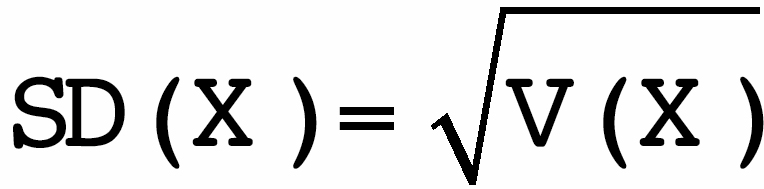 SD (X) = √V (X)